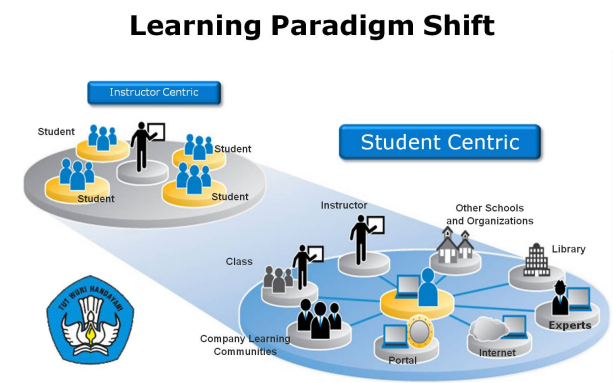 Learning Paradigm Shift
Instructor Centric
Student
Student
Student
Student
Student Centric
Instructor
Other Schools
and Organizations
Class
Library
Company Learning
Communities
Experts
Portal
Internet
TUT WURI HANDAYANI